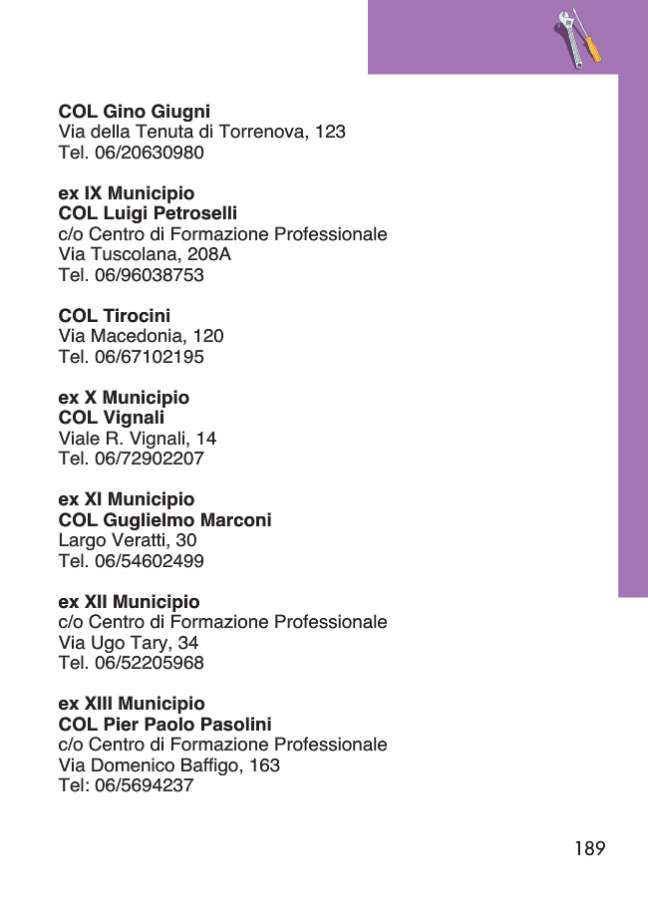 COL Gino Giugni
Via della Tenuta di Torrenova, 123
Tel. 06/20630980
ex IX Municipio
COL Luigi Petroselli
c/o Centro di Formazione Professionale
Via Tuscolana, 208A
Tel. 06/96038753
COL Tirocini
Via Macedonia, 120
Tel. 06/67102195
ex X Municipio
COL Vignali
Viale R. Vignali, 14
Tel. 06/72902207
ex XI Municipio
COL Guglielmo Marconi
Largo Veratti, 30
Tel. 06/54602499
ex XII Municipio
c/o Centro di Formazione Professionale
Via Ugo Tary, 34
Tel. 06/52205968
ex XIII Municipio
COL Pier Paolo Pasolini
c/o Centro di Formazione Professionale
Via Domenico Baffigo, 163
Tel: 06/5694237
189